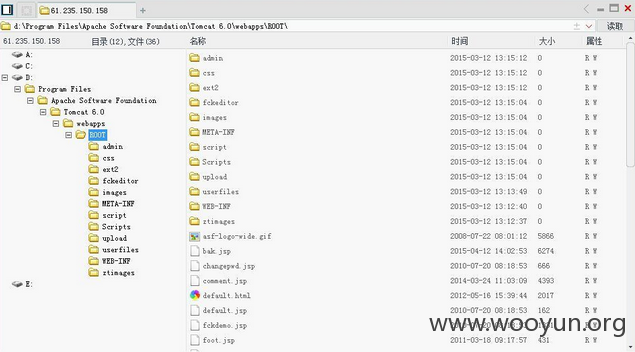 61.235.150.158
d:\Program Files\Apache Software Foundation\Tomcat 6.0\webapps\ROOT\ 读取
61.235.150.158 目录(12),文件(36) 名称 时间 大小 属性
A:
C:
D:
Program Files
Apache Software Foundation
Tomcat 6.0
webapps
ROOT
admin
css
ext2
fckeditor
images
META-INF
script
Scripts
upload
userfiles
WEB-INF
rtimages
E:
admin 2015-03-12 13:15:12 0 R W
css 2015-03-12 13:15:12 0 R W
ext2 2015-03-12 13:15:12 0 R W
fckeditor 2015-03-12 13:15:04 0 R W
images 2015-03-12 13:15:04 0 R W
META-INF 2015-03-12 13:15:04 0 R W
script 2015-03-12 13:15:04 0 R W
Scripts 2015-03-12 13:15:04 0 R W
upload 2015-03-12 13:15:04 0 R W
userfiles 2015-03-12 13:13:49 0 R W
WEB-INF 2015-03-12 13:12:40 0 R W
rtimages 2015-03-12 13:12:37 0 R W
asf-logo-wide.gif 2008-07-22 08:01:12 5866 R W
bak.jsp 2015-04-12 14:02:53 6274 R W
changepwd.jsp 2010-07-20 08:18:53 666 R W
comment.jsp 2014-03-24 11:03:09 4393 R W
default.html 2012-05-16 15:39:44 2017 R W
default.jsp 2010-07-20 08:18:53 162 R W
fckdemo.jsp
foot.jsp 2011-03-18 09:17:57 431 R W
www.wooyun.org